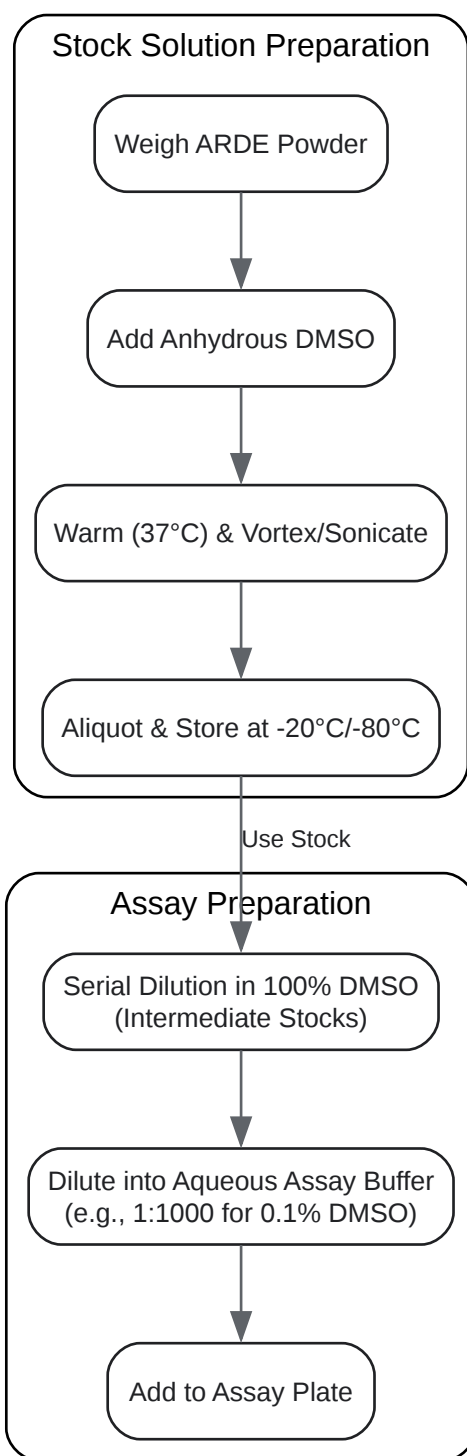 Stock Solution Preparation
Weigh ARDE Powder
Add Anhydrous DMSO
Warm (37°C) & Vortex/Sonicate
Aliquot & Store at -20°C/-80°C
Use Stock
Assay Preparation
Serial Dilution in 100% DMSO
(Intermediate Stocks)
Dilute into Aqueous Assay Buffer
(e.g., 1:1000 for 0.1% DMSO)
Add to Assay Plate